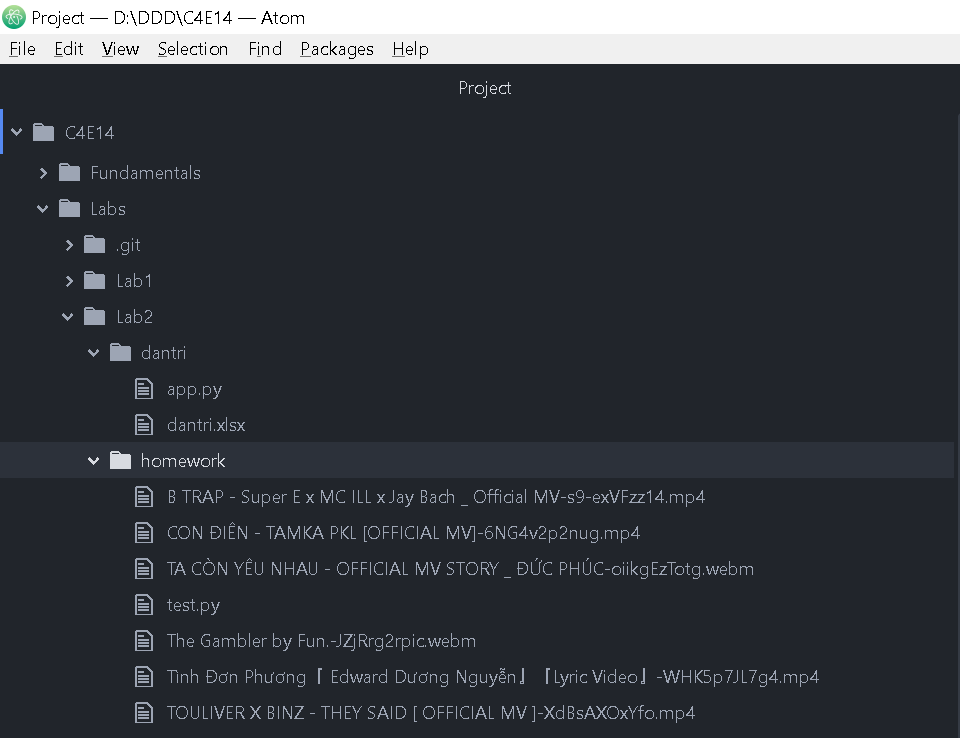 Project — D:\DDD\C4E14 — Atom
File Edit View Selection Find Packages Help
Project
C4E14
Fundamentals
Labs
.git
Lab1
Lab2
dantri
app.py
dantri.xlsx
homework
B TRAP - Super E x MC ILL x Jay Bach _ Official MV-s9-exVFzz14.mp4
CON ĐIÊN - TAMKA PKL [OFFICIAL MV]-6NG4v2p2nug.mp4
TA CÒN YÊU NHAU - OFFICIAL MV STORY _ ĐỨC PHÚC-oiikgEzTotg.webm
test.py
The Gambler by Fun.-JZjRrg2rpic.webm
Tình Đơn Phương「 Edward Dương Nguyễn」「Lyric Video」-WHK5p7JL7g4.mp4
TOULIVER X BINZ - THEY SAID [ OFFICIAL MV ]-XdBsAXOxYfo.mp4